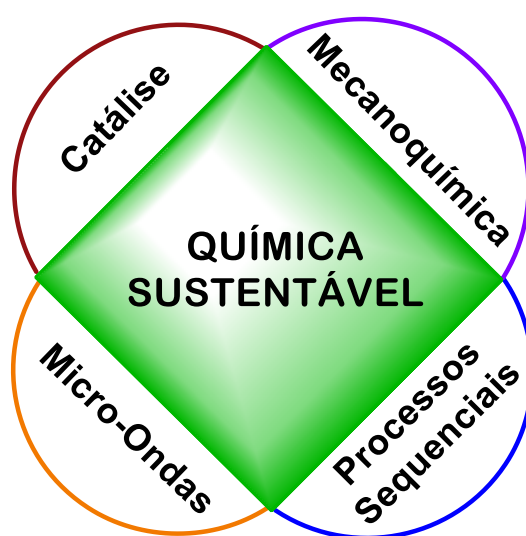 Catálise
Mecanoquímica
QUÍMICA
SUSTENTÁVEL
Micro-Ondas
Processos
Sequenciais